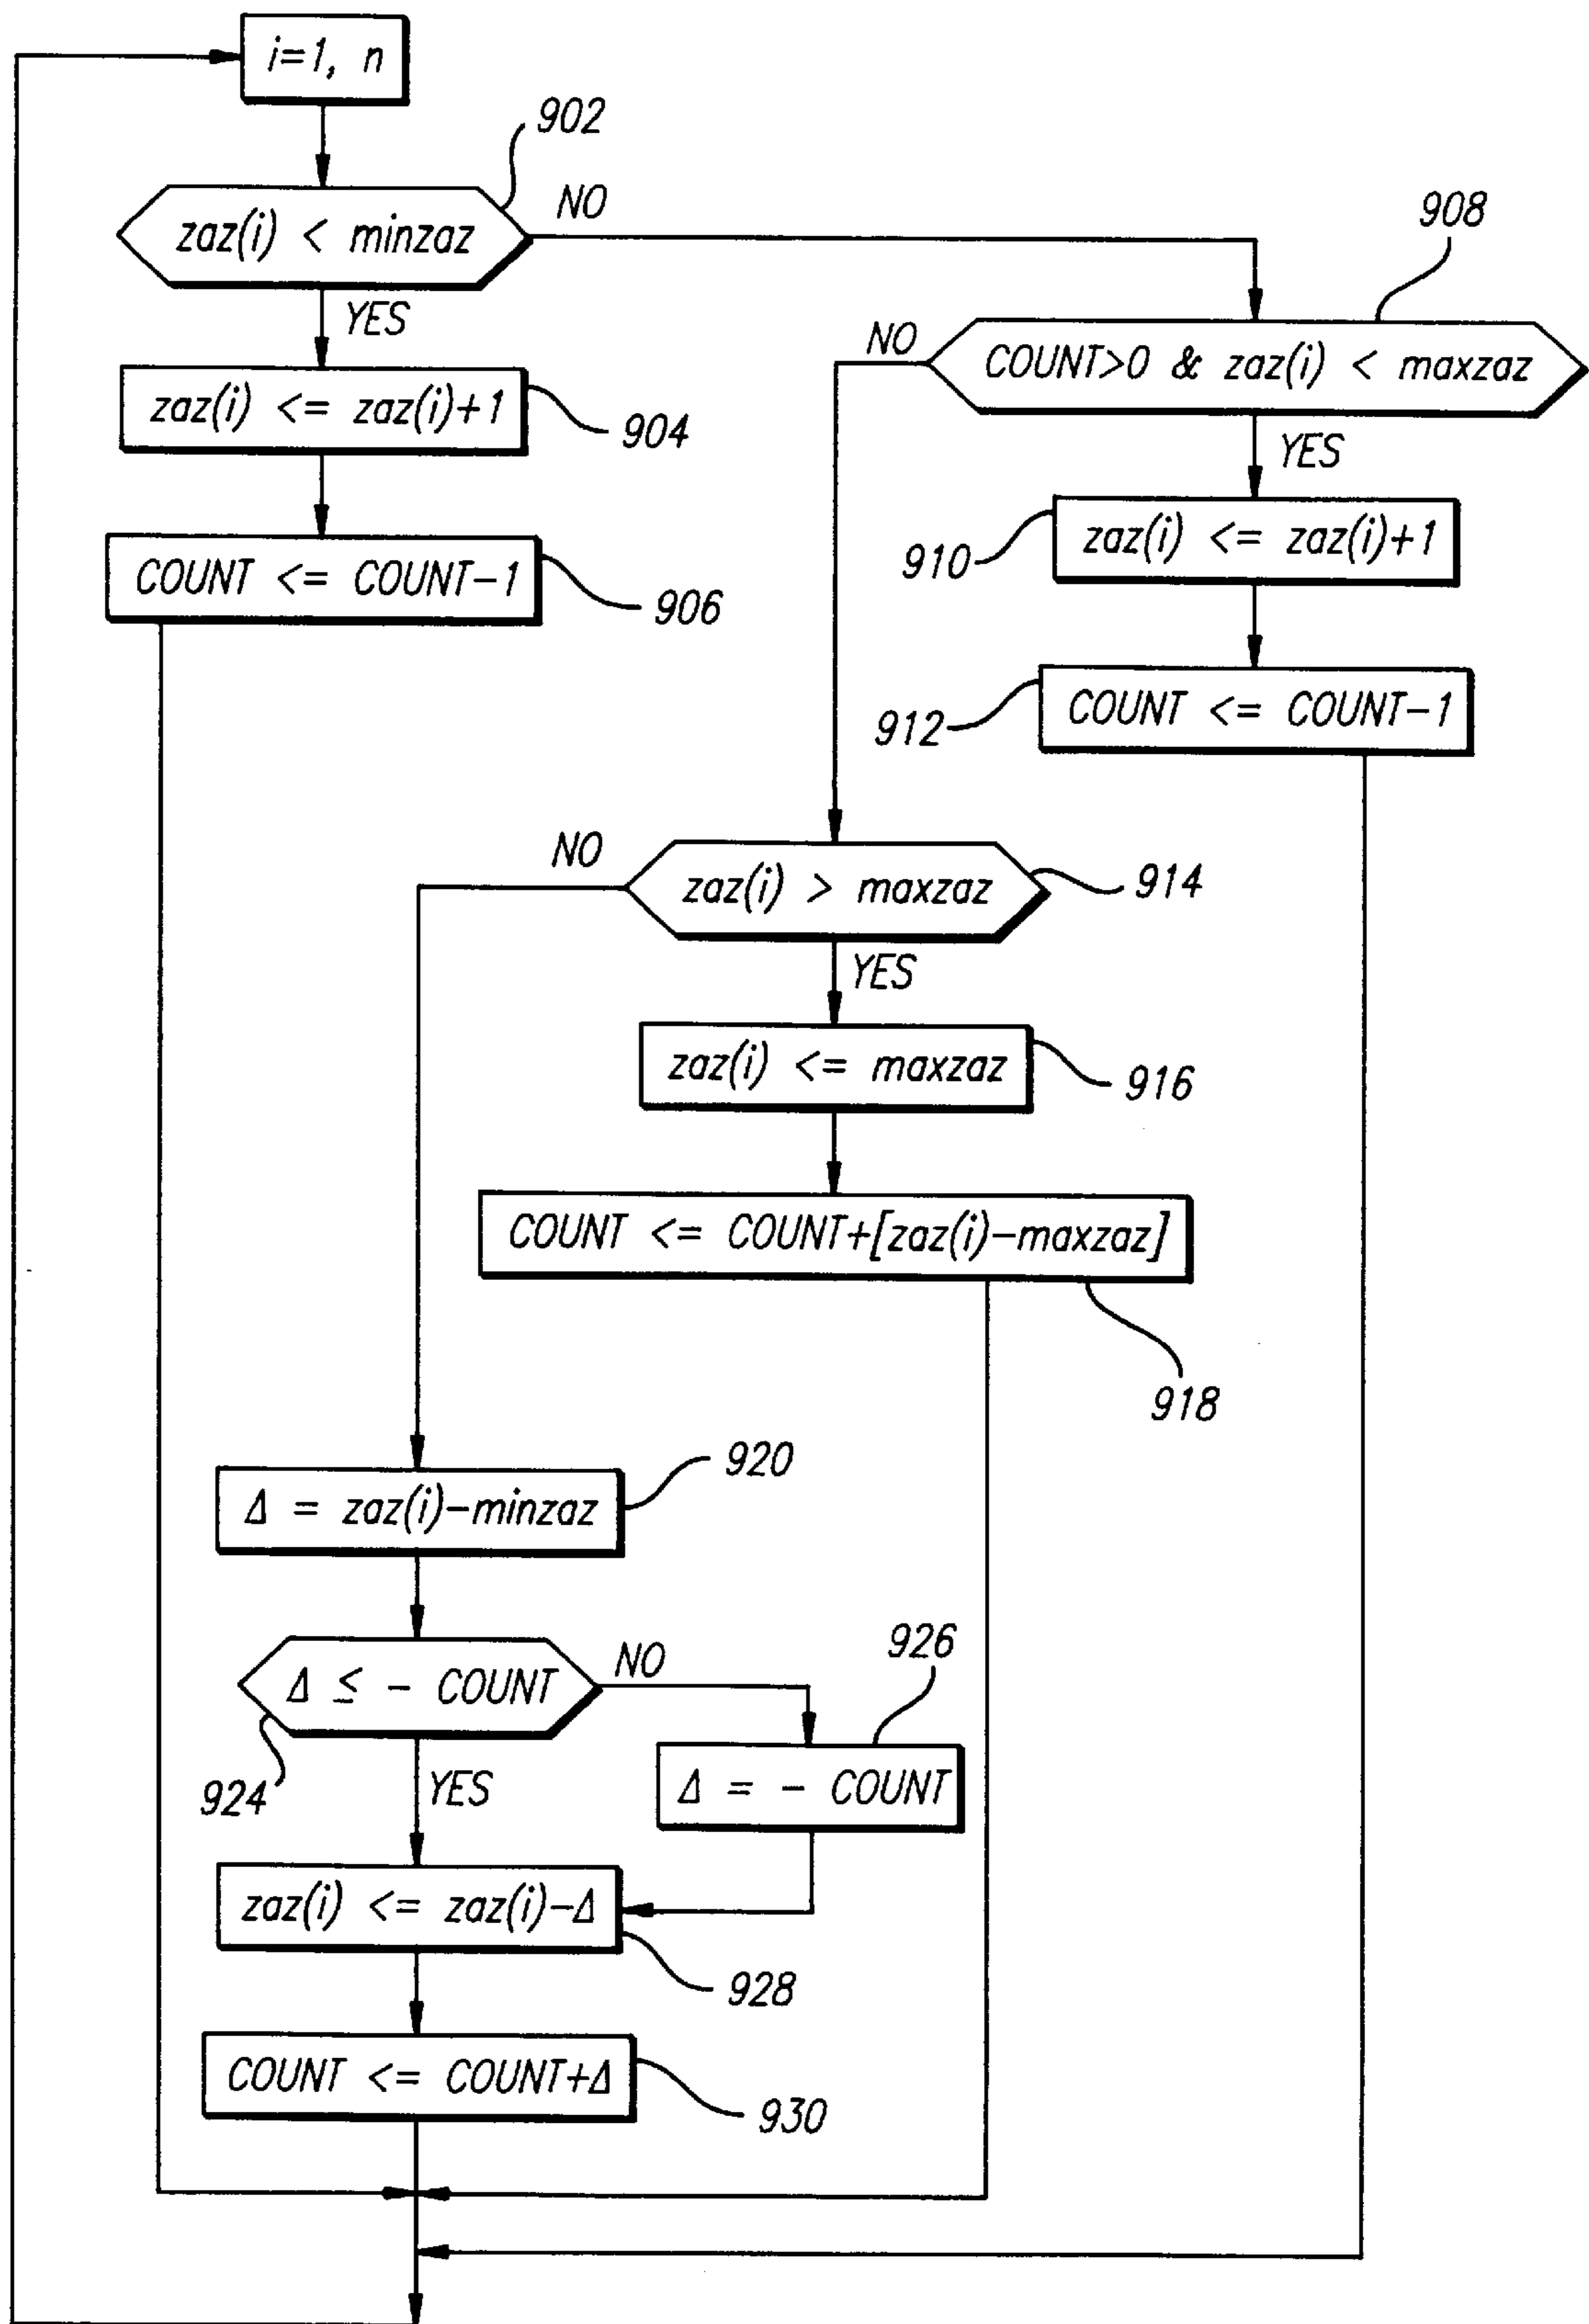 i=1, n
902
zaz(i) < minzaz
NO
YES
908
COUNT>0 & zaz(i) < maxzaz
NO
YES
zaz(i) <= zaz(i)+1
904
COUNT <= COUNT-1
906
zaz(i) <= zaz(i)+1
910
COUNT <= COUNT-1
912
NO
zaz(i) > maxzaz
914
YES
zaz(i) <= maxzaz
916
COUNT <= COUNT+[zaz(i)-maxzaz]
918
920
Δ = zaz(i)-minzaz
Δ ≤ - COUNT
NO
926
924
YES
Δ = - COUNT
zaz(i) <= zaz(i)-Δ
928
COUNT <= COUNT+Δ
930